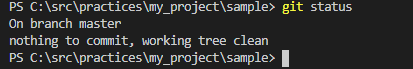 PS C:\src\practices\my_project\sample> git status
On branch master
nothing to commit, working tree clean
PS C:\src\practices\my_project\sample>